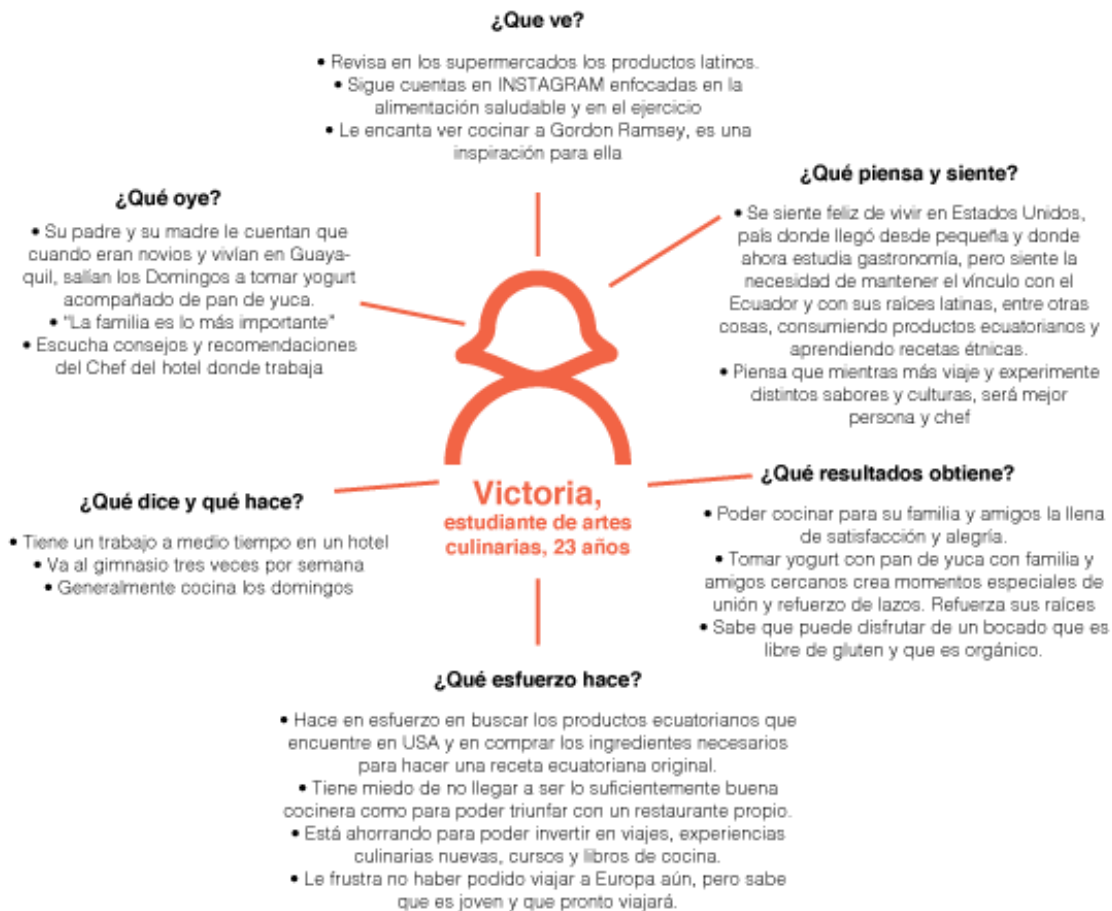 ¿Que ve?
• Revisa en los supermercados los productos latinos.
• Sigue cuentas en INSTAGRAM enfocadas en la
alimentación saludable y en el ejercicio
• Le encanta ver cocinar a Gordon Ramsey, es una
inspiración para ella
¿Qué oye?
• Su padre y su madre le cuentan que
cuando eran novios y vivían en Guaya-
quil, salían los Domingos a tomar yogurt
acompañado de pan de yuca.
• "La familia es lo más importante"
• Escucha consejos y recomendaciones
del Chef del hotel donde trabaja
¿Qué piensa y siente?
• Se siente feliz de vivir en Estados Unidos,
país donde llegó desde pequeña y donde
ahora estudia gastronomía, pero siente la
necesidad de mantener el vínculo con el
Ecuador y con sus raíces latinas, entre otras
cosas, consumiendo productos ecuatorianos y
aprendiendo recetas étnicas.
• Piensa que mientras más viaje y experimente
distintos sabores y culturas, será mejor
persona y chef
¿Qué dice y qué hace?
• Tiene un trabajo a medio tiempo en un hotel
• Va al gimnasio tres veces por semana
• Generalmente cocina los domingos
Victoria,
estudiante de artes
culinarias, 23 años
¿Qué resultados obtiene?
• Poder cocinar para su familia y amigos la llena
de satisfacción y alegría.
• Tomar yogurt con pan de yuca con familia y
amigos cercanos crea momentos especiales de
unión y refuerzo de lazos. Refuerza sus raíces
• Sabe que puede disfrutar de un bocado que es
libre de gluten y que es orgánico.
¿Qué esfuerzo hace?
• Hace en esfuerzo en buscar los productos ecuatorianos que
encuentre en USA y en comprar los ingredientes necesarios
para hacer una receta ecuatoriana original.
• Tiene miedo de no llegar a ser lo suficientemente buena
cocinera como para poder triunfar con un restaurante propio.
• Está ahorrando para poder invertir en viajes, experiencias
culinarias nuevas, cursos y libros de cocina.
• Le frustra no haber podido viajar a Europa aún, pero sabe
que es joven y que pronto viajará.